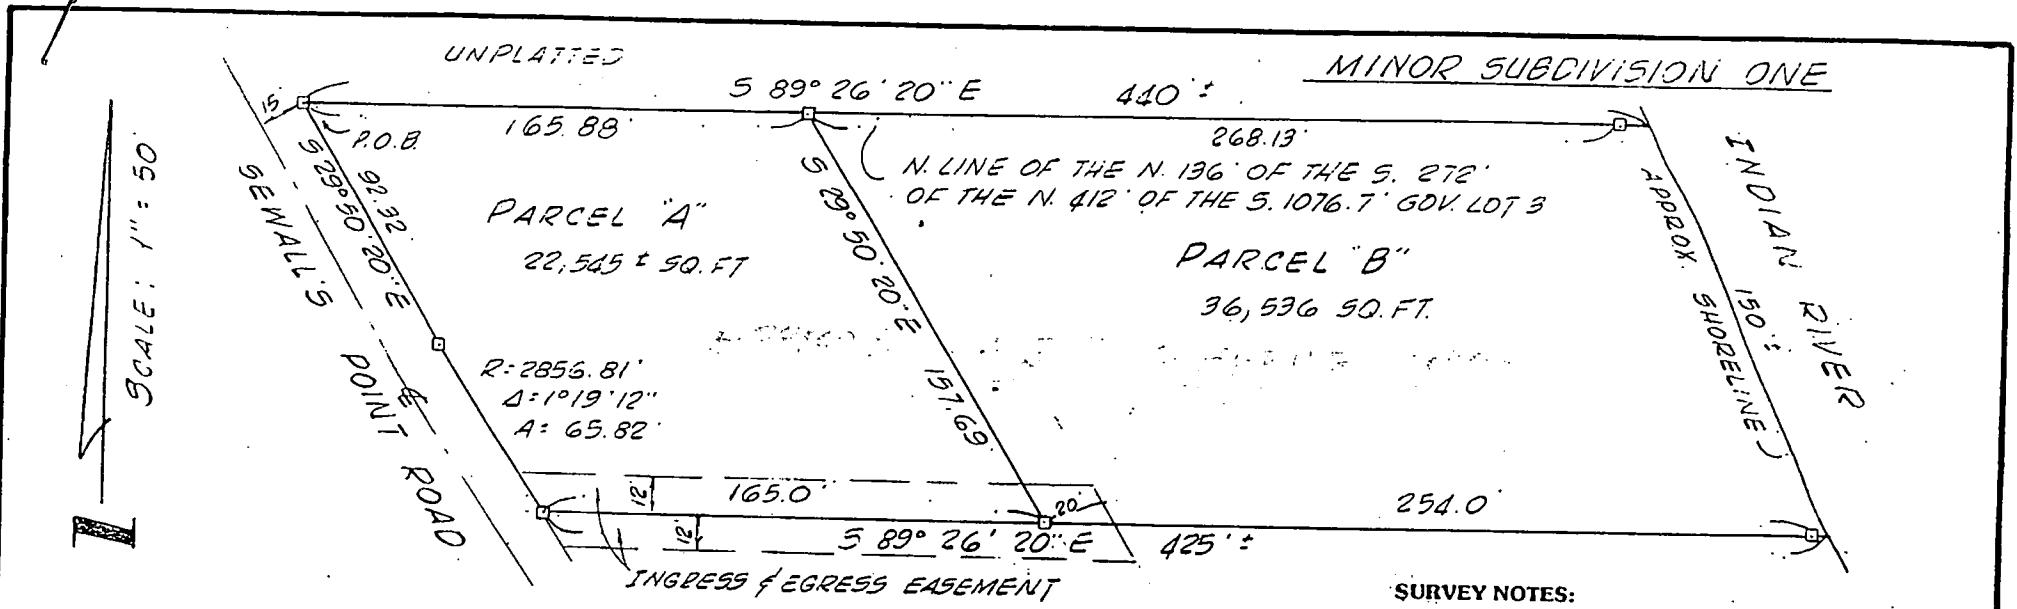 UNPLATTED
MINOR SUBDIVISION ONE
S 89° 26' 20" E
440' ±
15'
P.O.B.
165.88'
268.13'
N. LINE OF THE N. 136' OF THE S. 272'
OF THE N. 412' OF THE S. 1076.7' GOV. LOT 3
SCALE: 1" = 50'
92.32
S 29° 50' 20" E
SEWALL'S POINT ROAD
PARCEL "A"
22,545 ± SQ. FT
S 29° 50' 20" E
157.69
PARCEL "B"
36,536 SQ. FT.
INDIAN RIVER
APPROX. SHORELINE
150' ±
R = 2856.81'
Δ = 1° 19' 12"
A = 65.82'
12'
165.0'
20'
254.0'
12'
S 89° 26' 20" E
425' ±
INGRESS & EGRESS EASEMENT
SURVEY NOTES: